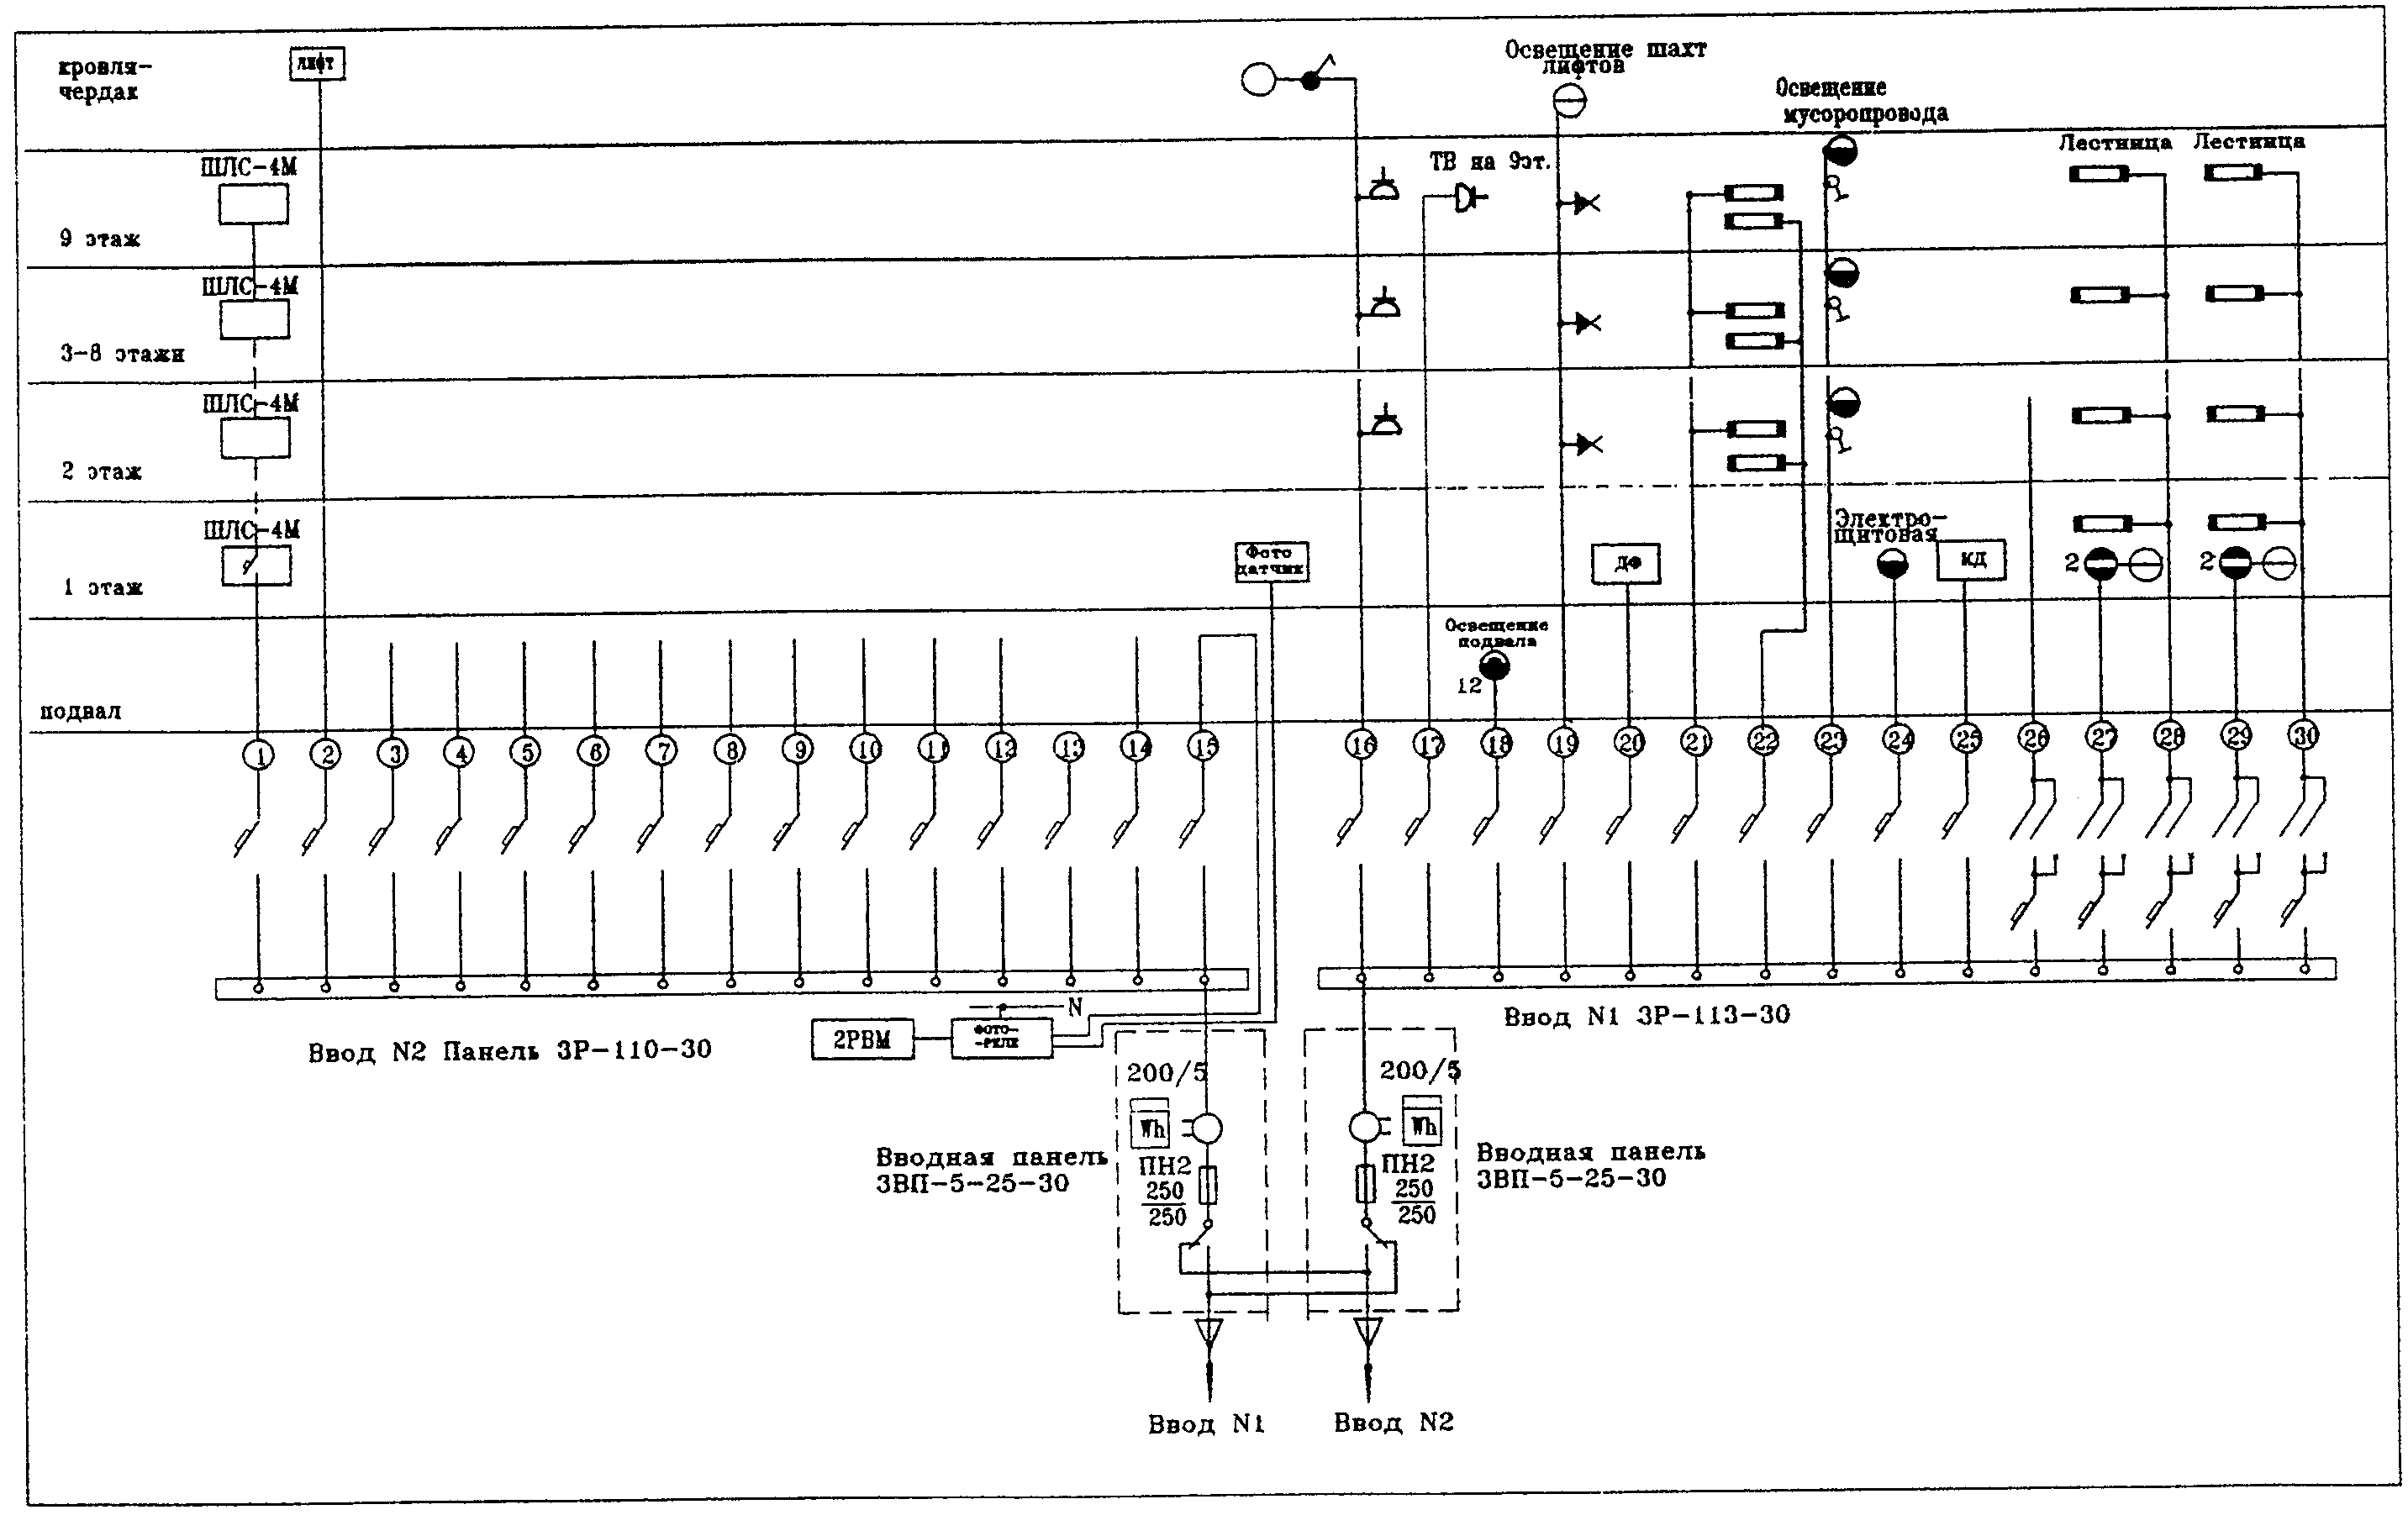 кровля-
чердак
лифт
Освещение шахт
лифтов
Освещение
мусоропровода
ШЛС-4М
9 этаж
ТВ на 9эт.
Лестница
Лестница
ШЛС-4М
3-8 этажи
ШЛС-4М
2 этаж
ШЛС-4М
1 этаж
Фото
датчик
ДФ
Электро-
щитовая
КД
2
2
Освещение
подвала
12
подвал
1 2 3 4 5 6 7 8 9 10 11 12 13 14 15 16 17 18 19 20 21 22 23 24 25 26 27 28 29 30
N
Ввод N2 Панель ЗР-110-30
2РВМ
ФОТО-
-РЕЛЕ
Ввод N1 ЗР-113-30
200/5
Wh
ПН2
250
250
Вводная панель
ЗВП-5-25-30
200/5
Wh
ПН2
250
250
Вводная панель
ЗВП-5-25-30
Ввод N1
Ввод N2